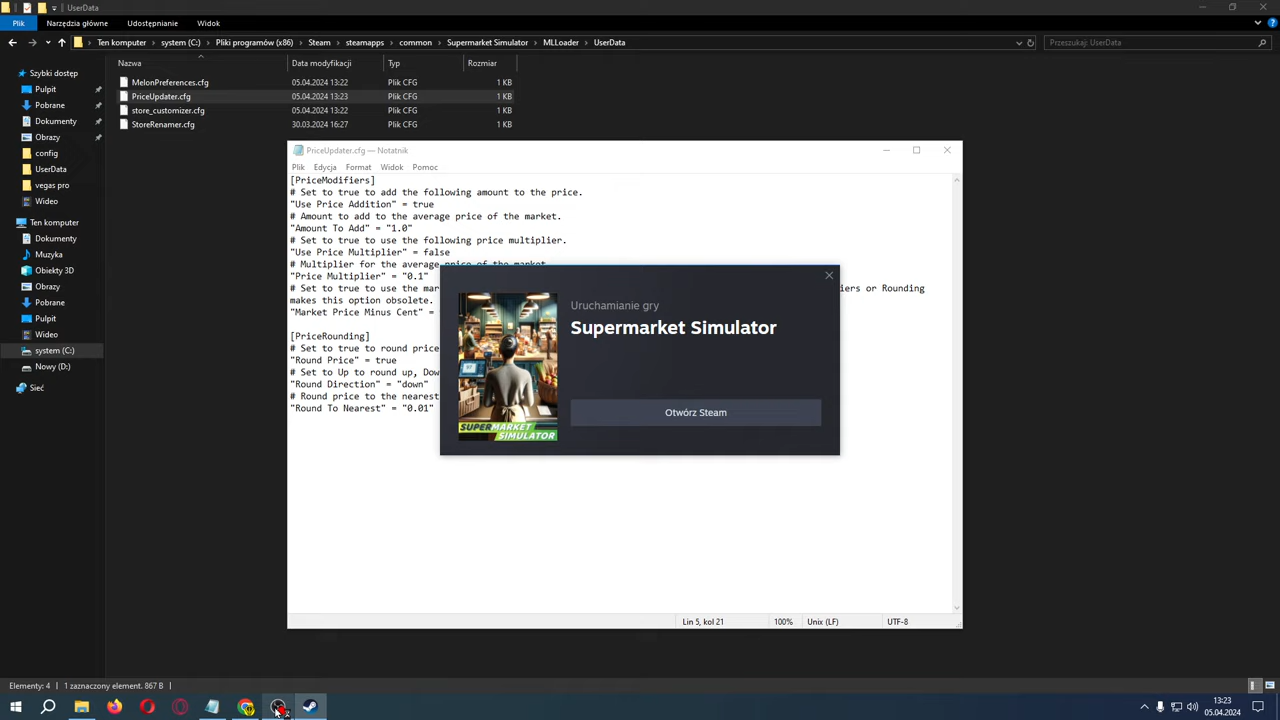 UserData
Plik
Narzędzia główne
Udostępnianie
Widok
Ten komputer
system (C:)
Pliki programów (x86)
Steam
steamapps
common
Supermarket Simulator
MLLoader
UserData
Przeszukaj: UserData
Nazwa
Data modyfikacji
Typ
Rozmiar
MelonPreferences.cfg 05.04.2024 13:22 Plik CFG 1 KB
PriceUpdater.cfg 05.04.2024 13:23 Plik CFG 1 KB
store_customizer.cfg 05.04.2024 13:22 Plik CFG 1 KB
StoreRenamer.cfg 30.03.2024 16:27 Plik CFG 1 KB
Szybki dostęp
Pulpit
Pobrane
Dokumenty
Obrazy
config
UserData
vegas pro
Wideo
Ten komputer
Dokumenty
Muzyka
Obiekty 3D
Obrazy
Pobrane
Pulpit
Wideo
system (C:)
Nowy (D:)
Sieć
PriceUpdater.cfg — Notatnik
Plik Edycja Format Widok Pomoc
[PriceModifiers]
# Set to true to add the following amount to the price.
"Use Price Addition" = true
# Amount to add to the average price of the market.
"Amount To Add" = "1.0"
# Set to true to use the following price multiplier.
"Use Price Multiplier" = false
# Multiplier for the average price of the market.
"Price Multiplier" = "0.1"
# Set to true to use the mar iers or Rounding
makes this option obsolete.
"Market Price Minus Cent" =
[PriceRounding]
# Set to true to round price
"Round Price" = true
# Set to Up to round up, Dow
"Round Direction" = "down"
# Round price to the nearest
"Round To Nearest" = "0.01"
Uruchamianie gry
Supermarket Simulator
Otwórz Steam
SUPERMARKET
SIMULATOR
Lin 5, kol 21
100%
Unix (LF)
UTF-8
Elementy: 4
1 zaznaczony element. 867 B
13:23
05.04.2024